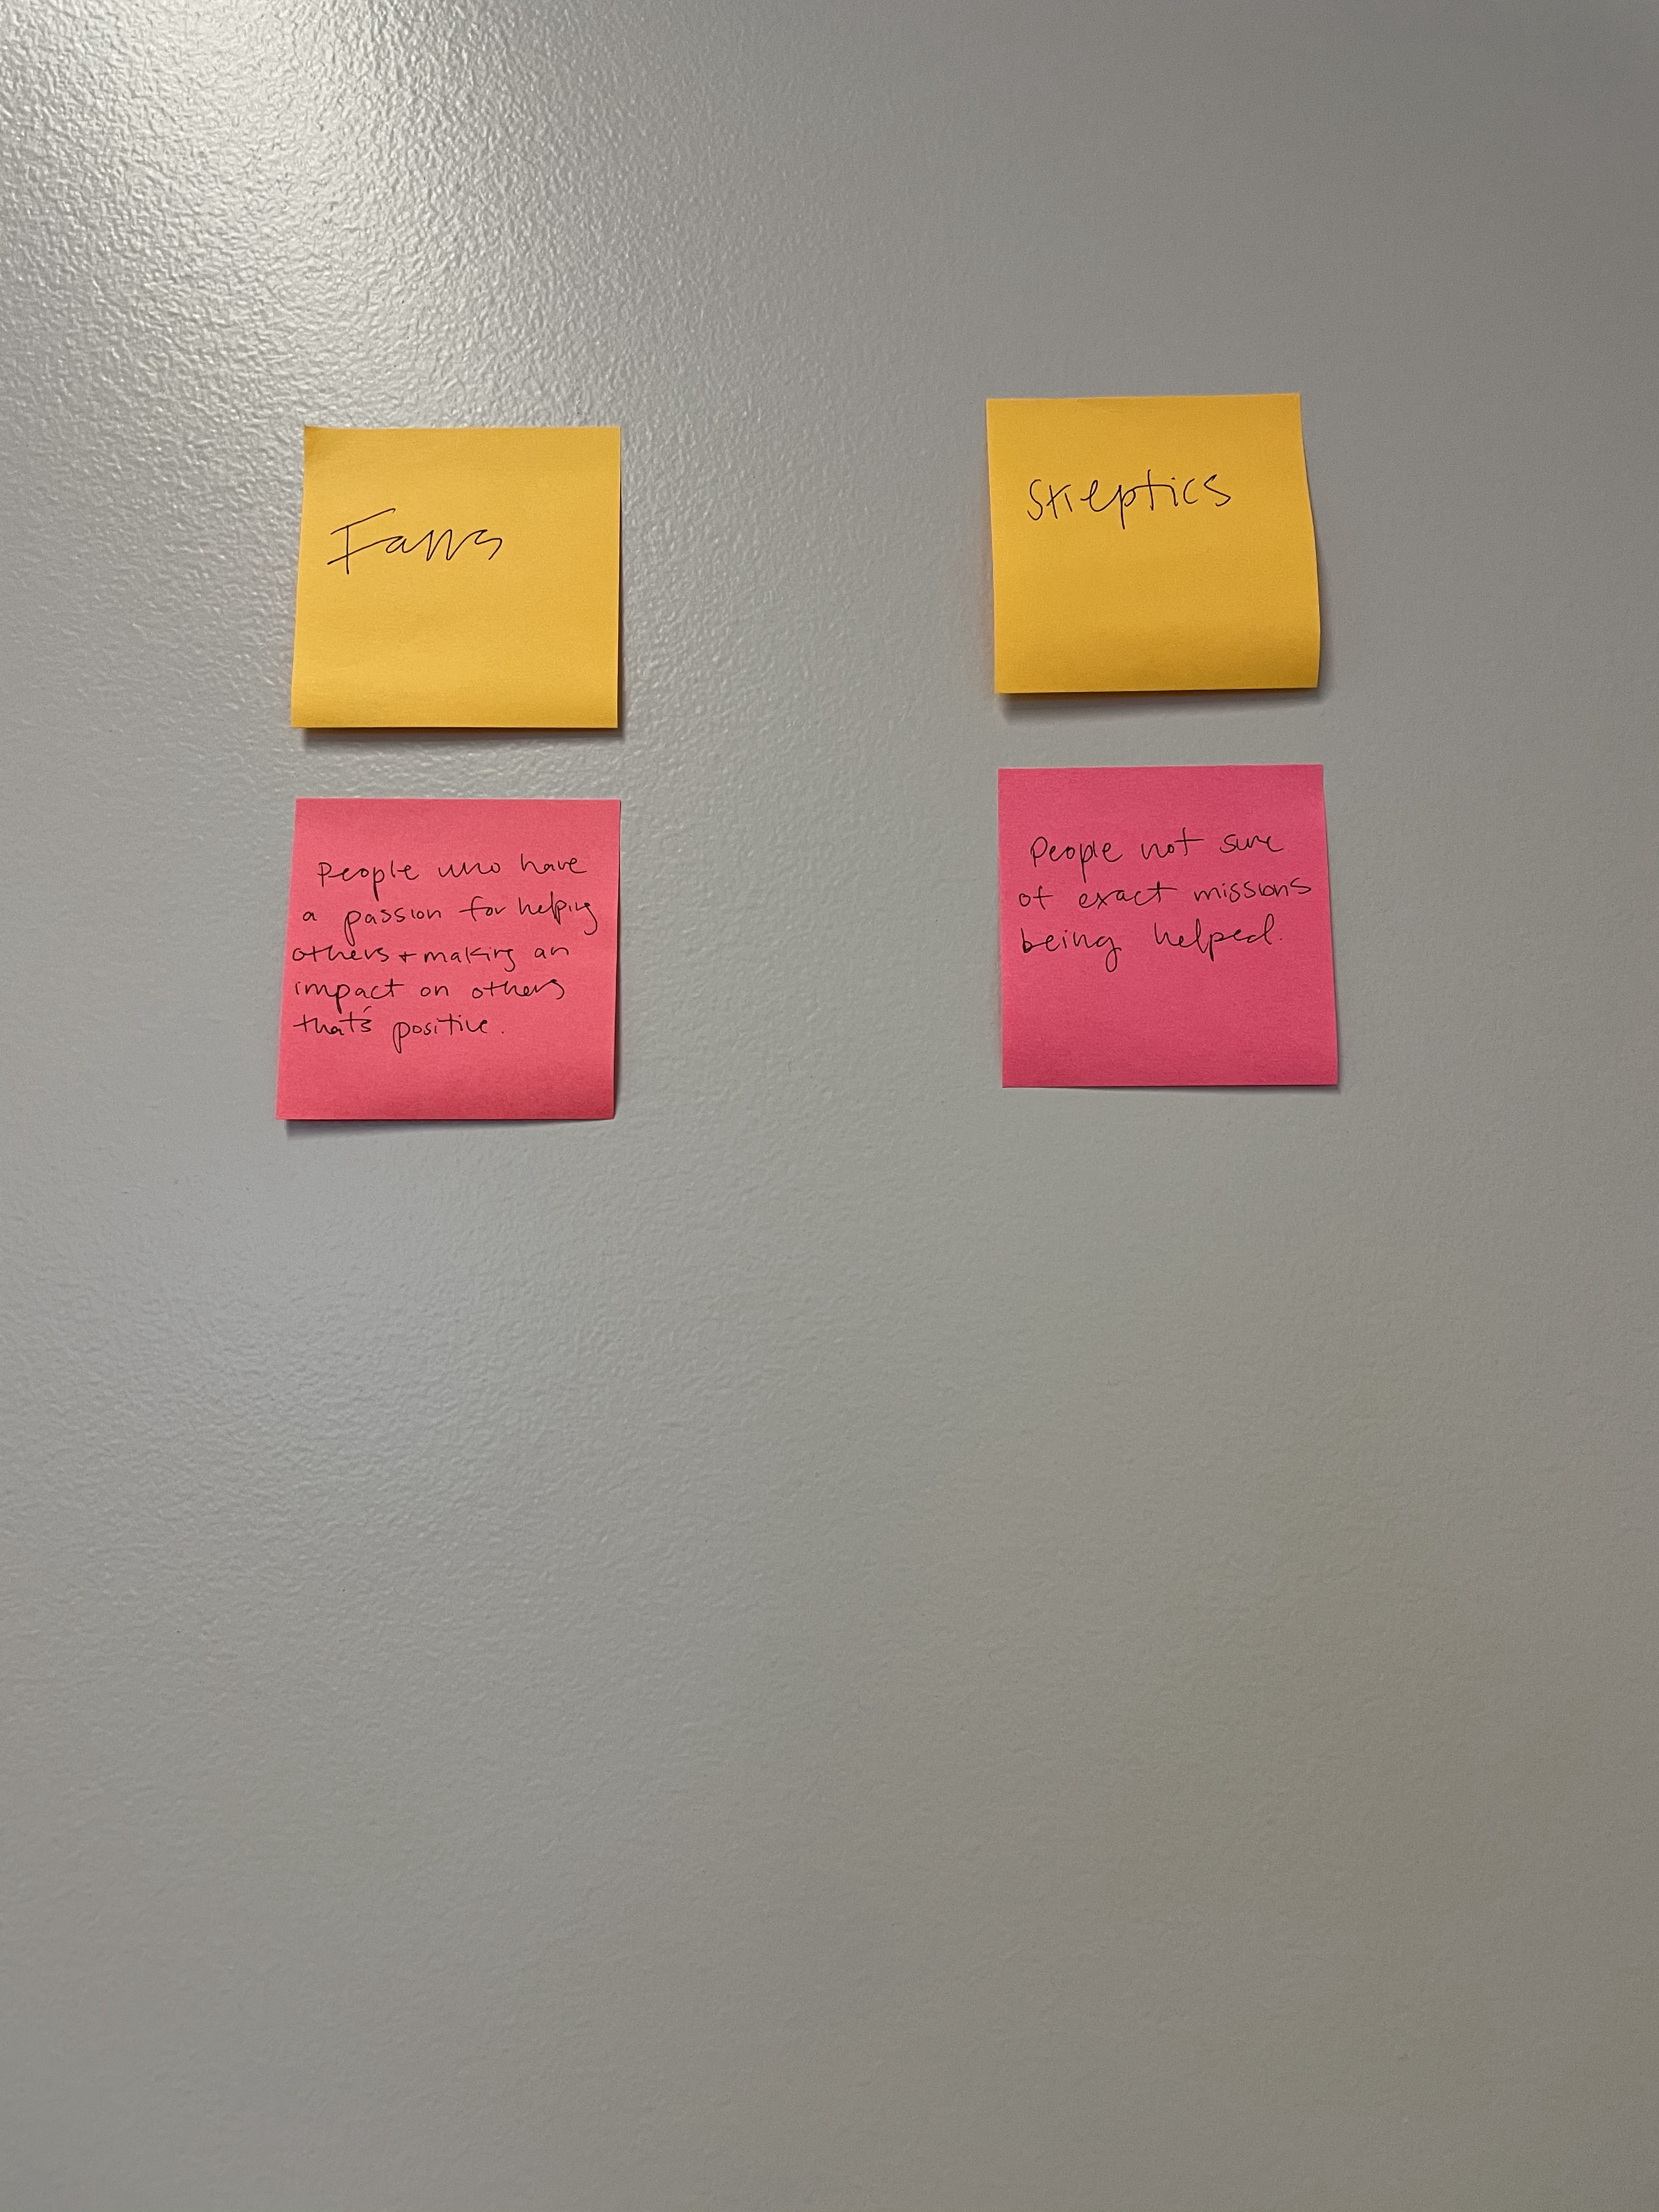 Fans
People who have
a passion for helping
others + making an
impact on others
that's positive.
Skeptics
People not sure
of exact missions
being helped.